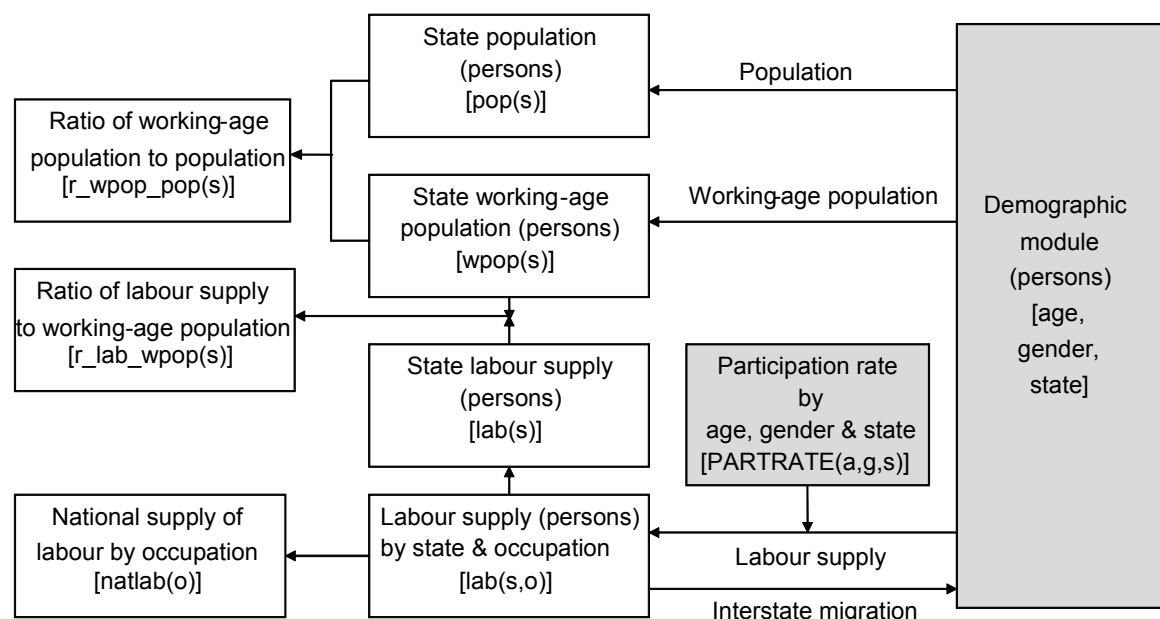 State population
(persons)
[pop(s)]
Population
Ratio of working-age
population to population
[r_wpop_pop(s)]
State working-age
population (persons)
[wpop(s)]
Working-age population
Demographic
module
(persons)
[age,
gender,
state]
Ratio of labour supply
to working-age population
[r_lab_wpop(s)]
State labour supply
(persons)
[lab(s)]
Participation rate
by
age, gender & state
[PARTRATE(a,g,s)]
National supply of
labour by occupation
[natlab(o)]
Labour supply (persons)
by state & occupation
[lab(s,o)]
Labour supply
Interstate migration